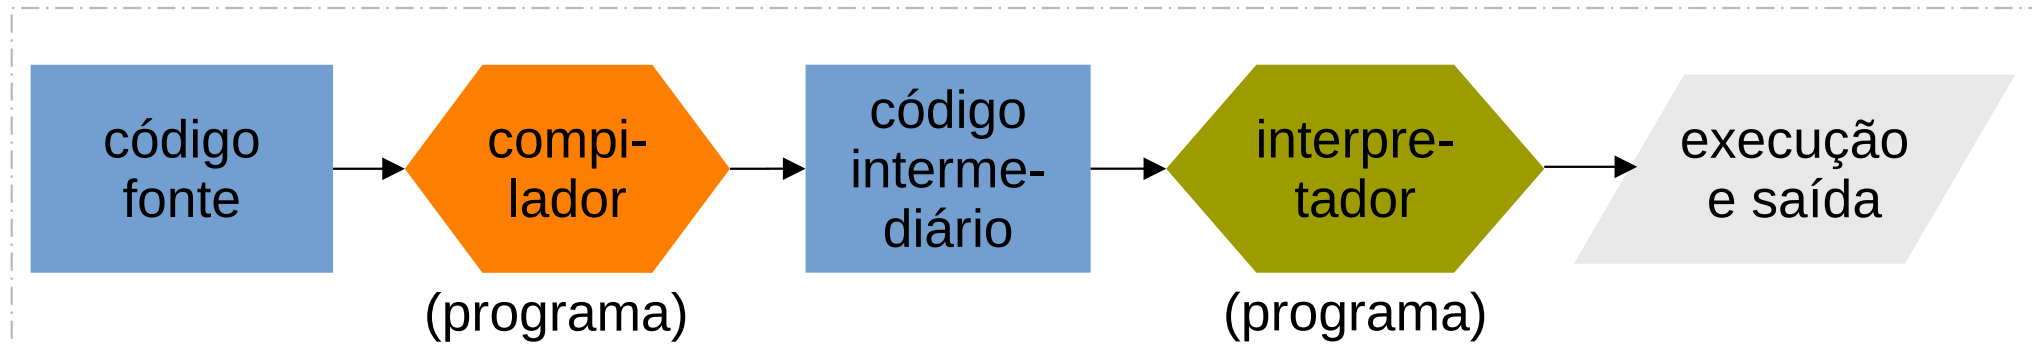 código
fonte
compi-
lador
(programa)
código
interme-
diário
interpre-
tador
(programa)
execução
e saída